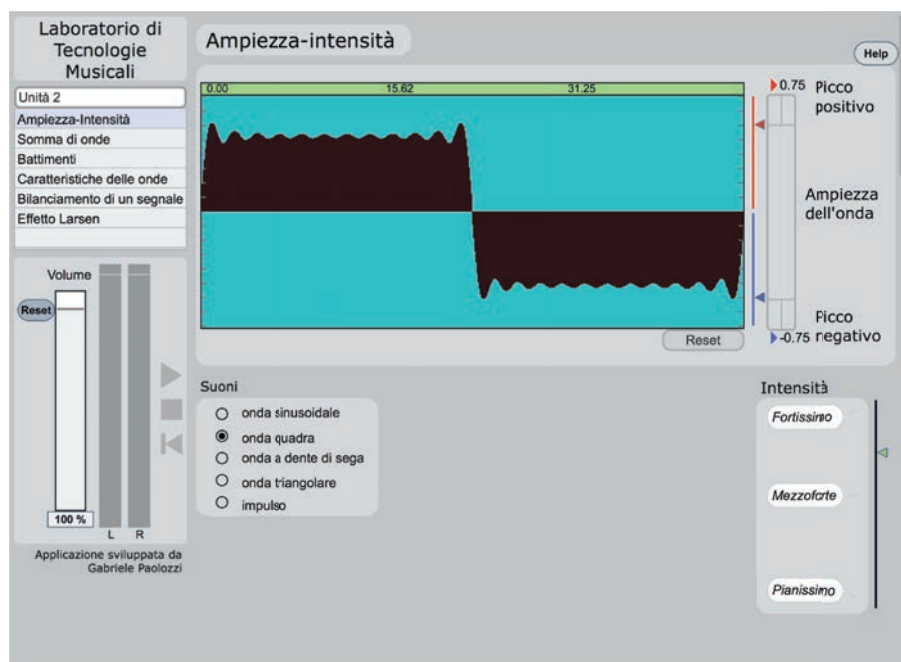 Laboratorio di
Tecnologie
Musicali
Ampiezza-intensità
Help
Unità 2
Ampiezza-Intensità
Somma di onde
Battimenti
Caratteristiche delle onde
Bilanciamento di un segnale
Effetto Larsen
0.00 15.62 31.25
0.75 Picco
positivo
Ampiezza
dell'onda
Picco
-0.75 negativo
Reset
Volume
Reset
100 %
L R
Applicazione sviluppata da
Gabriele Paolozzi
Suoni
onda sinusoidale
onda quadra
onda a dente di sega
onda triangolare
impulso
Intensità
Fortissimo
Mezzoforte
Pianissimo